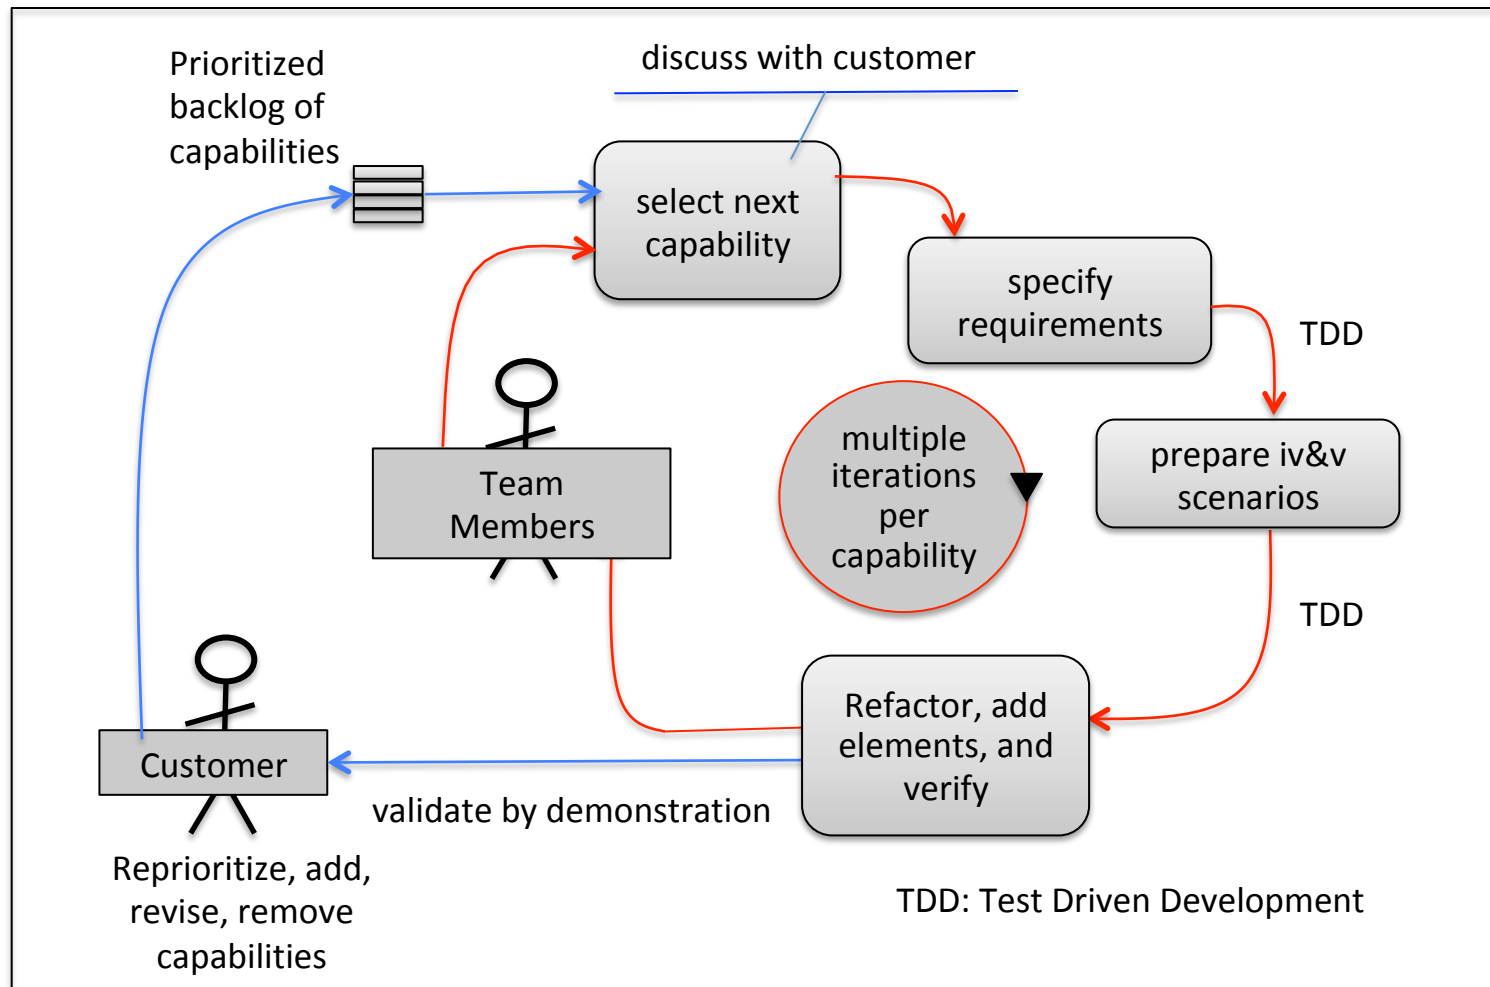 Prioritized
backlog of
capabilities
discuss with customer
select next
capability
specify
requirements
TDD
prepare iv&v
scenarios
TDD
multiple
iterations
per
capability
Team
Members
Refactor, add
elements, and
verify
Customer
validate by demonstration
Reprioritize, add,
revise, remove
capabilities
TDD: Test Driven Development